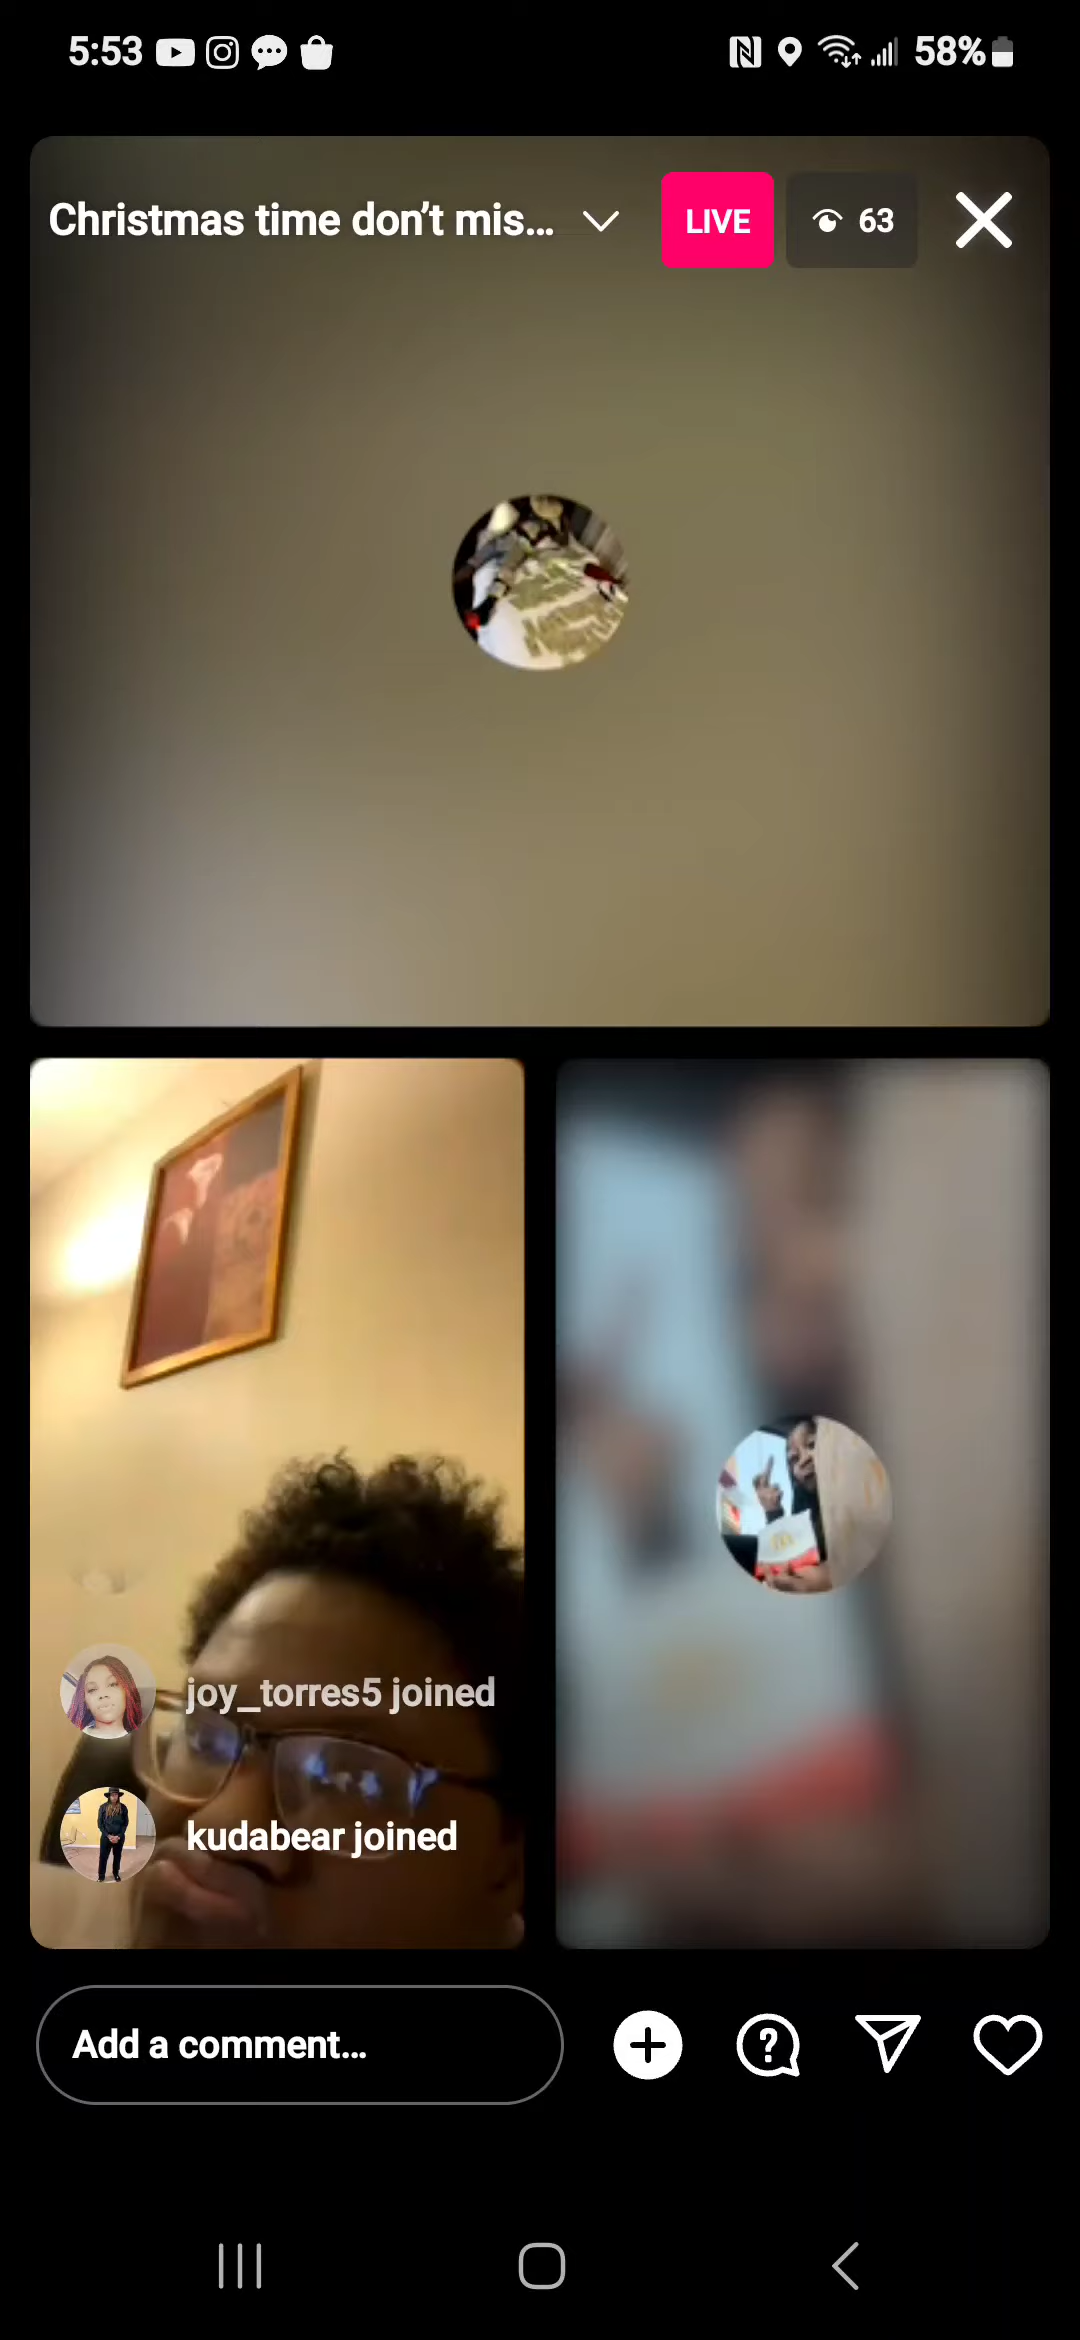 5:53
58%
Christmas time don't mis...
LIVE
63
joy_torres5 joined
kudabear joined
Add a comment...